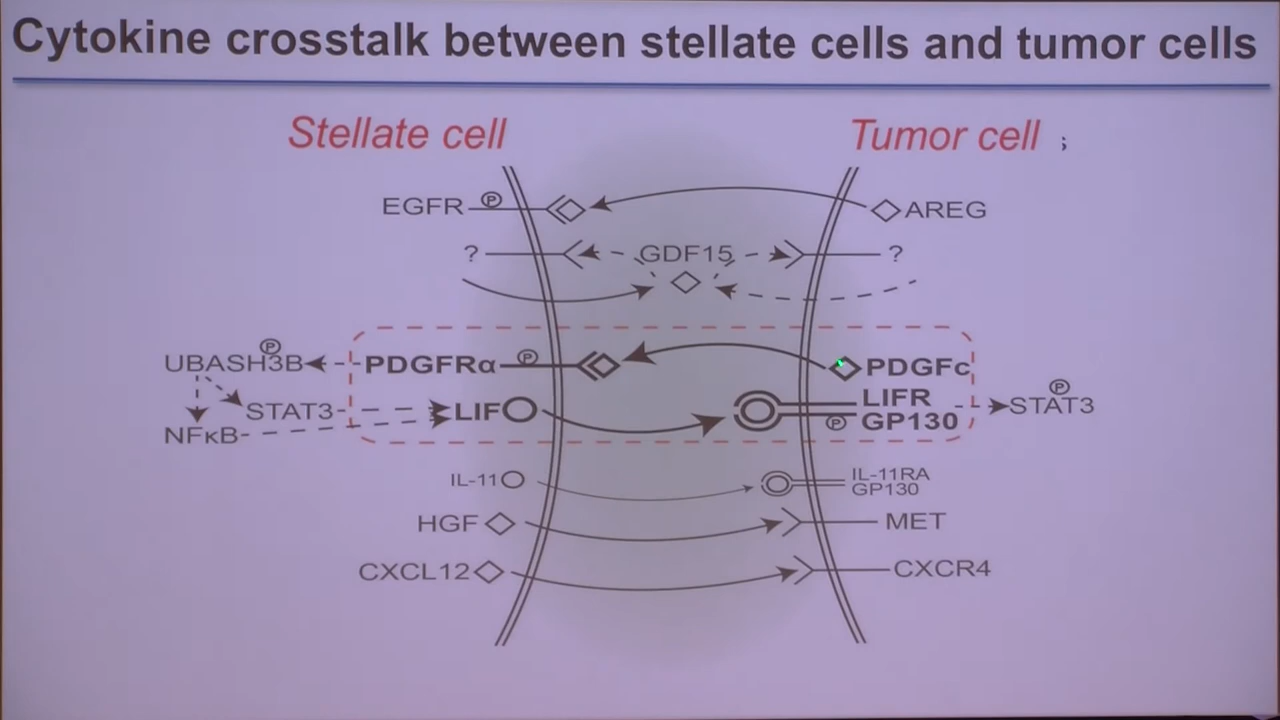 Cytokine crosstalk between stellate cells and tumor cells
Stellate cell
Tumor cell ;
EGFR P
AREG
?
GDF15
?
UBASH3B P
PDGFRα P
PDGFc
STAT3
LIF
LIFR
P GP130
STAT3 P
NFκB
IL-11
IL-11RA
GP130
HGF
MET
CXCL12
CXCR4